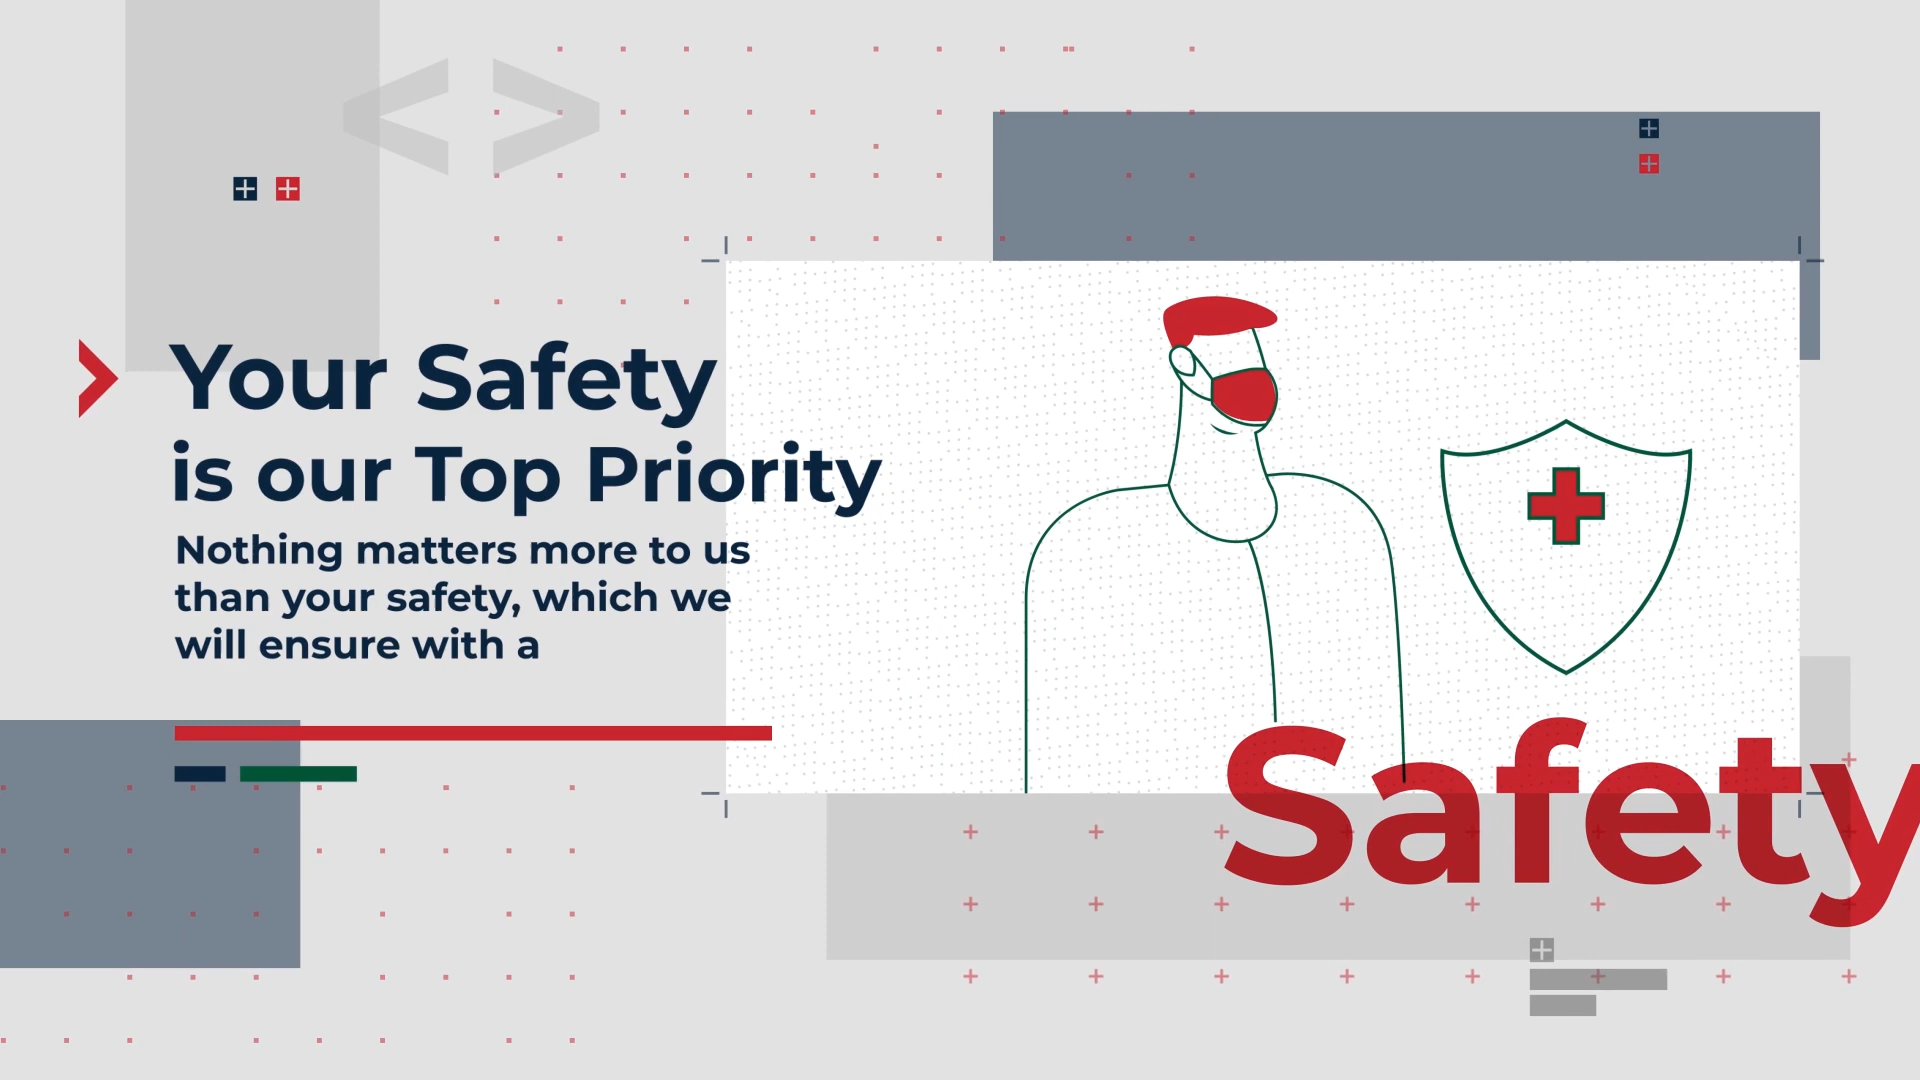 Your Safety
is our Top Priority
Nothing matters more to us
than your safety, which we
will ensure with a
Safety